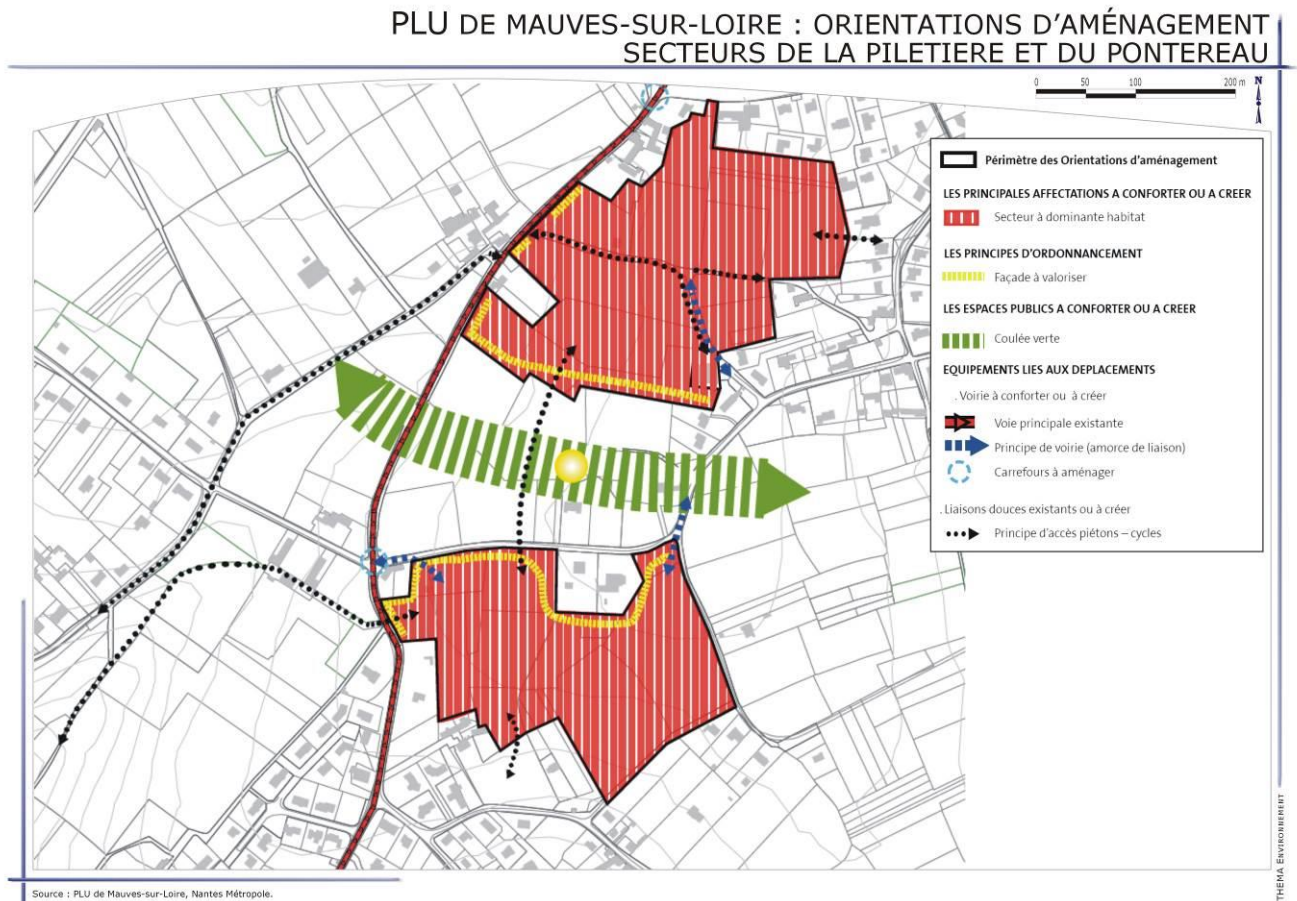 PLU DE MAUVES-SUR-LOIRE : ORIENTATIONS D'AMÉNAGEMENT
SECTEURS DE LA PILETIERE ET DU PONTEREAU
0 50 100 200 m N
Périmètre des Orientations d'aménagement
LES PRINCIPALES AFFECTATIONS A CONFORTER OU A CREER
Secteur à dominante habitat
LES PRINCIPES D'ORDONNANCEMENT
Façade à valoriser
LES ESPACES PUBLICS A CONFORTER OU A CREER
Coulée verte
EQUIPEMENTS LIES AUX DEPLACEMENTS
. Voirie à conforter ou à créer
Voie principale existante
Principe de voirie (amorce de liaison)
Carrefours à aménager
. Liaisons douces existants ou à créer
Principe d'accès piétons – cycles
THEMA ENVIRONNEMENT
Source : PLU de Mauves-sur-Loire, Nantes Métropole.